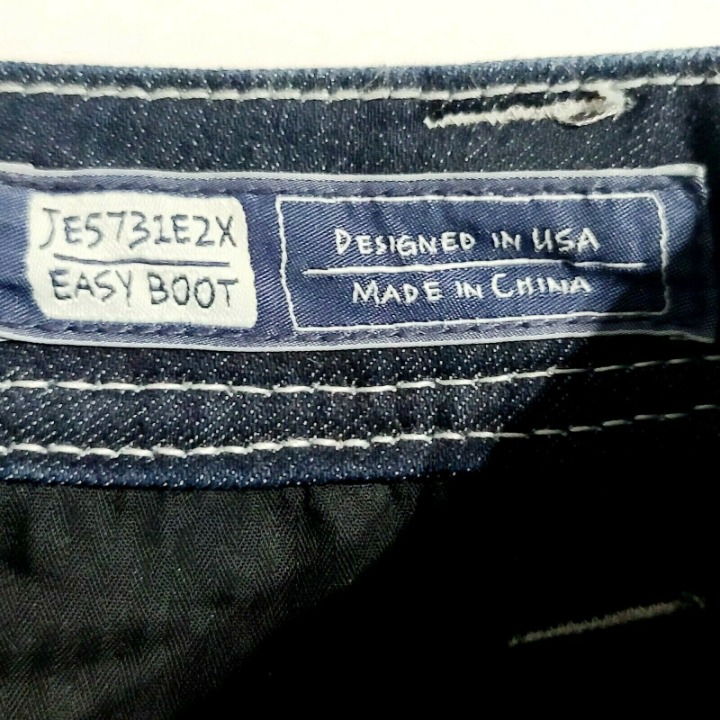 JE5731E2X
EASY BOOT
DESIGNED IN USA
MADE IN CHINA